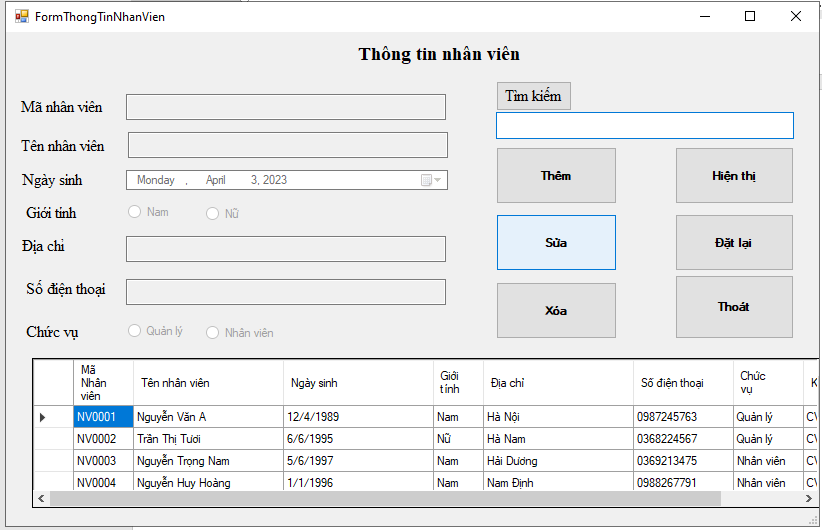 FormThongTinNhanVien
Thông tin nhân viên
Mã nhân viên
Tên nhân viên
Ngày sinh
Monday , April 3, 2023
Giới tính
Nam
Nữ
Địa chỉ
Số điện thoại
Chức vụ
Quản lý
Nhân viên
Tìm kiếm
Thêm
Hiện thị
Sửa
Đặt lại
Xóa
Thoát
Mã Nhân viên Tên nhân viên Ngày sinh Giới tính Địa chỉ Số điện thoại Chức vụ K
NV0001 Nguyễn Văn A 12/4/1989 Nam Hà Nội 0987245763 Quản lý CV
NV0002 Trần Thị Tươi 6/6/1995 Nữ Hà Nam 0368224567 Quản lý CV
NV0003 Nguyễn Trọng Nam 5/6/1997 Nam Hải Dương 0369213475 Nhân viên CV
NV0004 Nguyễn Huy Hoàng 1/1/1996 Nam Nam Định 0988267791 Nhân viên CV